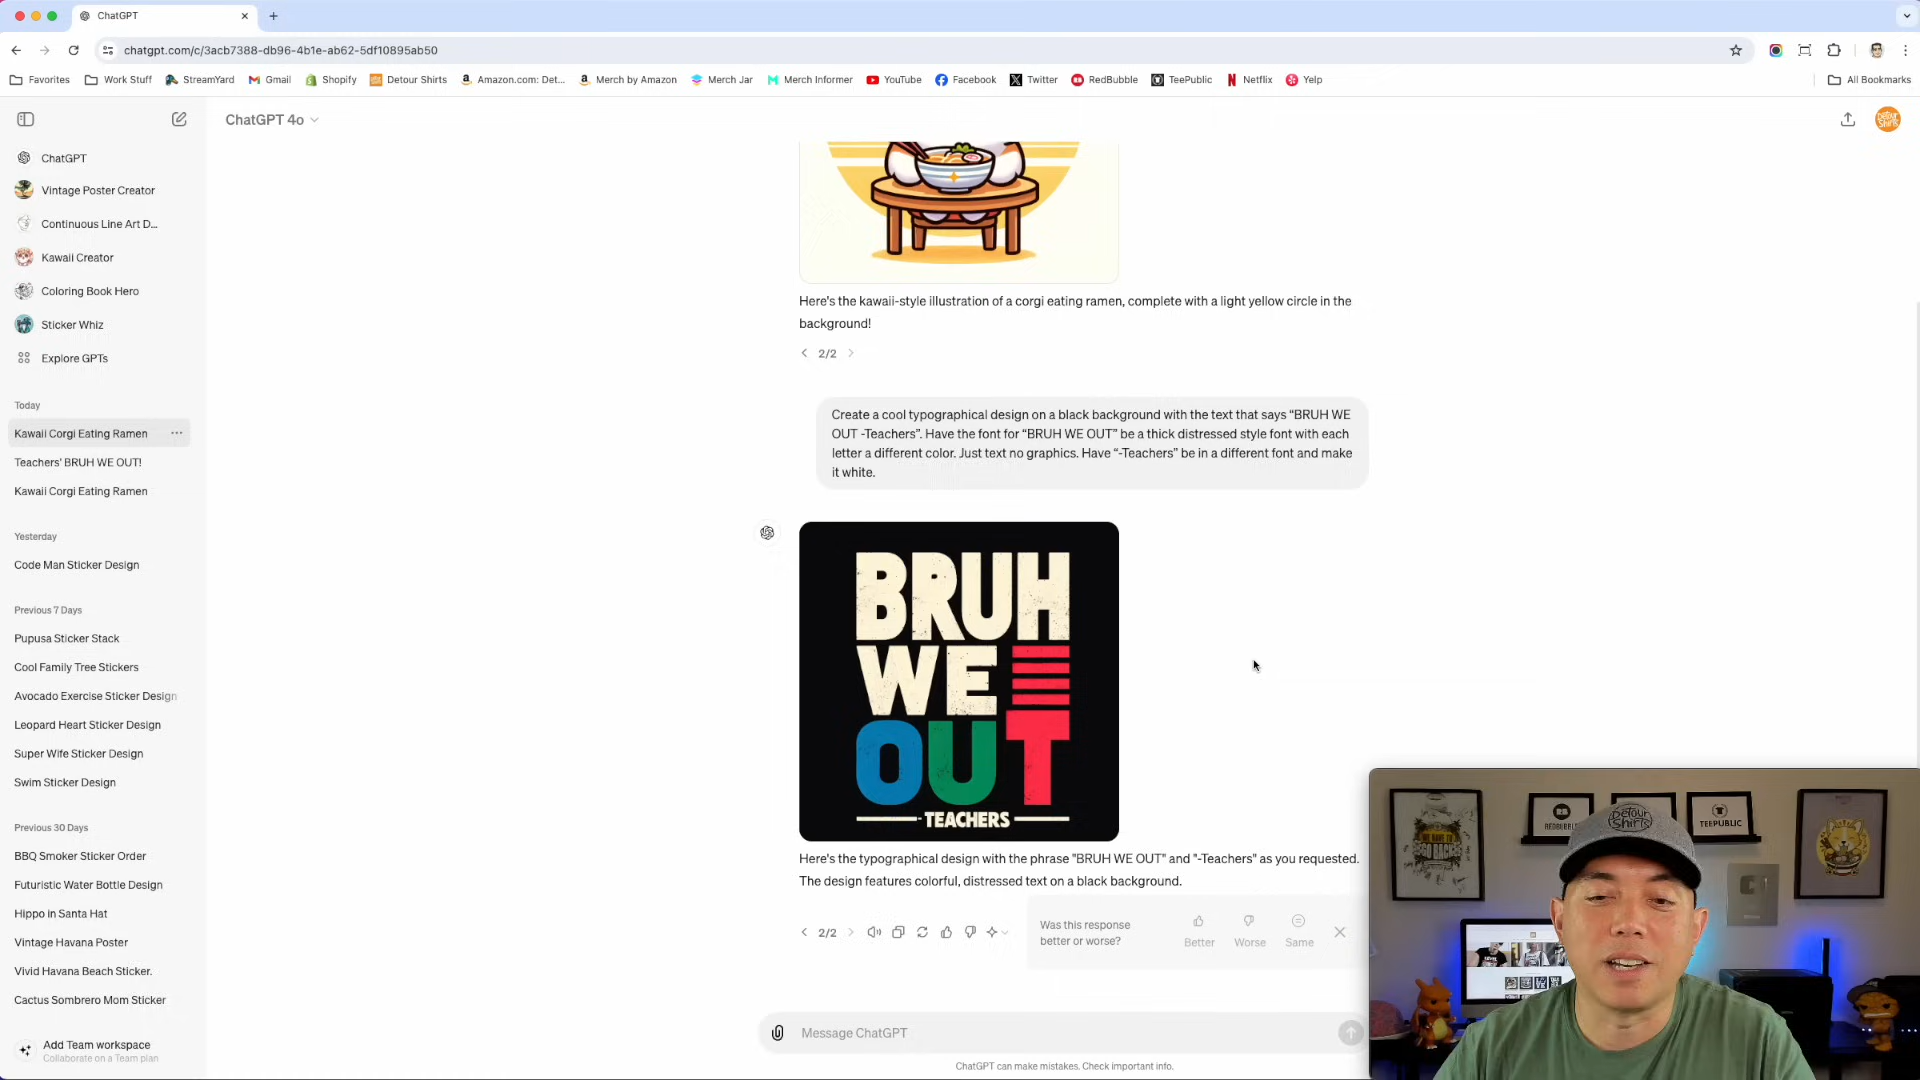 ChatGPT
chatgpt.com/c/3acb7388-db96-4b1e-ab62-5df10895ab50
Favorites Work Stuff StreamYard Gmail Shopify Detour Shirts Amazon.com: Det... Merch by Amazon Merch Jar Merch Informer YouTube Facebook Twitter RedBubble TeePublic Netflix Yelp All Bookmarks
ChatGPT 4o
ChatGPT
Vintage Poster Creator
Continuous Line Art D...
Kawaii Creator
Coloring Book Hero
Sticker Whiz
Explore GPTs
Today
Kawaii Corgi Eating Ramen
Teachers' BRUH WE OUT!
Kawaii Corgi Eating Ramen
Yesterday
Code Man Sticker Design
Previous 7 Days
Pupusa Sticker Stack
Cool Family Tree Stickers
Avocado Exercise Sticker Design
Leopard Heart Sticker Design
Super Wife Sticker Design
Swim Sticker Design
Previous 30 Days
BBQ Smoker Sticker Order
Futuristic Water Bottle Design
Hippo in Santa Hat
Vintage Havana Poster
Vivid Havana Beach Sticker.
Cactus Sombrero Mom Sticker
Add Team workspace
Collaborate on a Team plan
Here's the kawaii-style illustration of a corgi eating ramen, complete with a light yellow circle in the
background!
2/2
Create a cool typographical design on a black background with the text that says “BRUH WE
OUT -Teachers”. Have the font for “BRUH WE OUT” be a thick distressed style font with each
letter a different color. Just text no graphics. Have “-Teachers” be in a different font and make
it white.
BRUH
WE
OUT
- TEACHERS
Here's the typographical design with the phrase "BRUH WE OUT" and "-Teachers" as you requested.
The design features colorful, distressed text on a black background.
2/2
Was this response
better or worse?
Better Worse Same
Message ChatGPT
ChatGPT can make mistakes. Check important info.
REDBUBBLE
TEEPUBLIC
DETOUR
SHIRTS